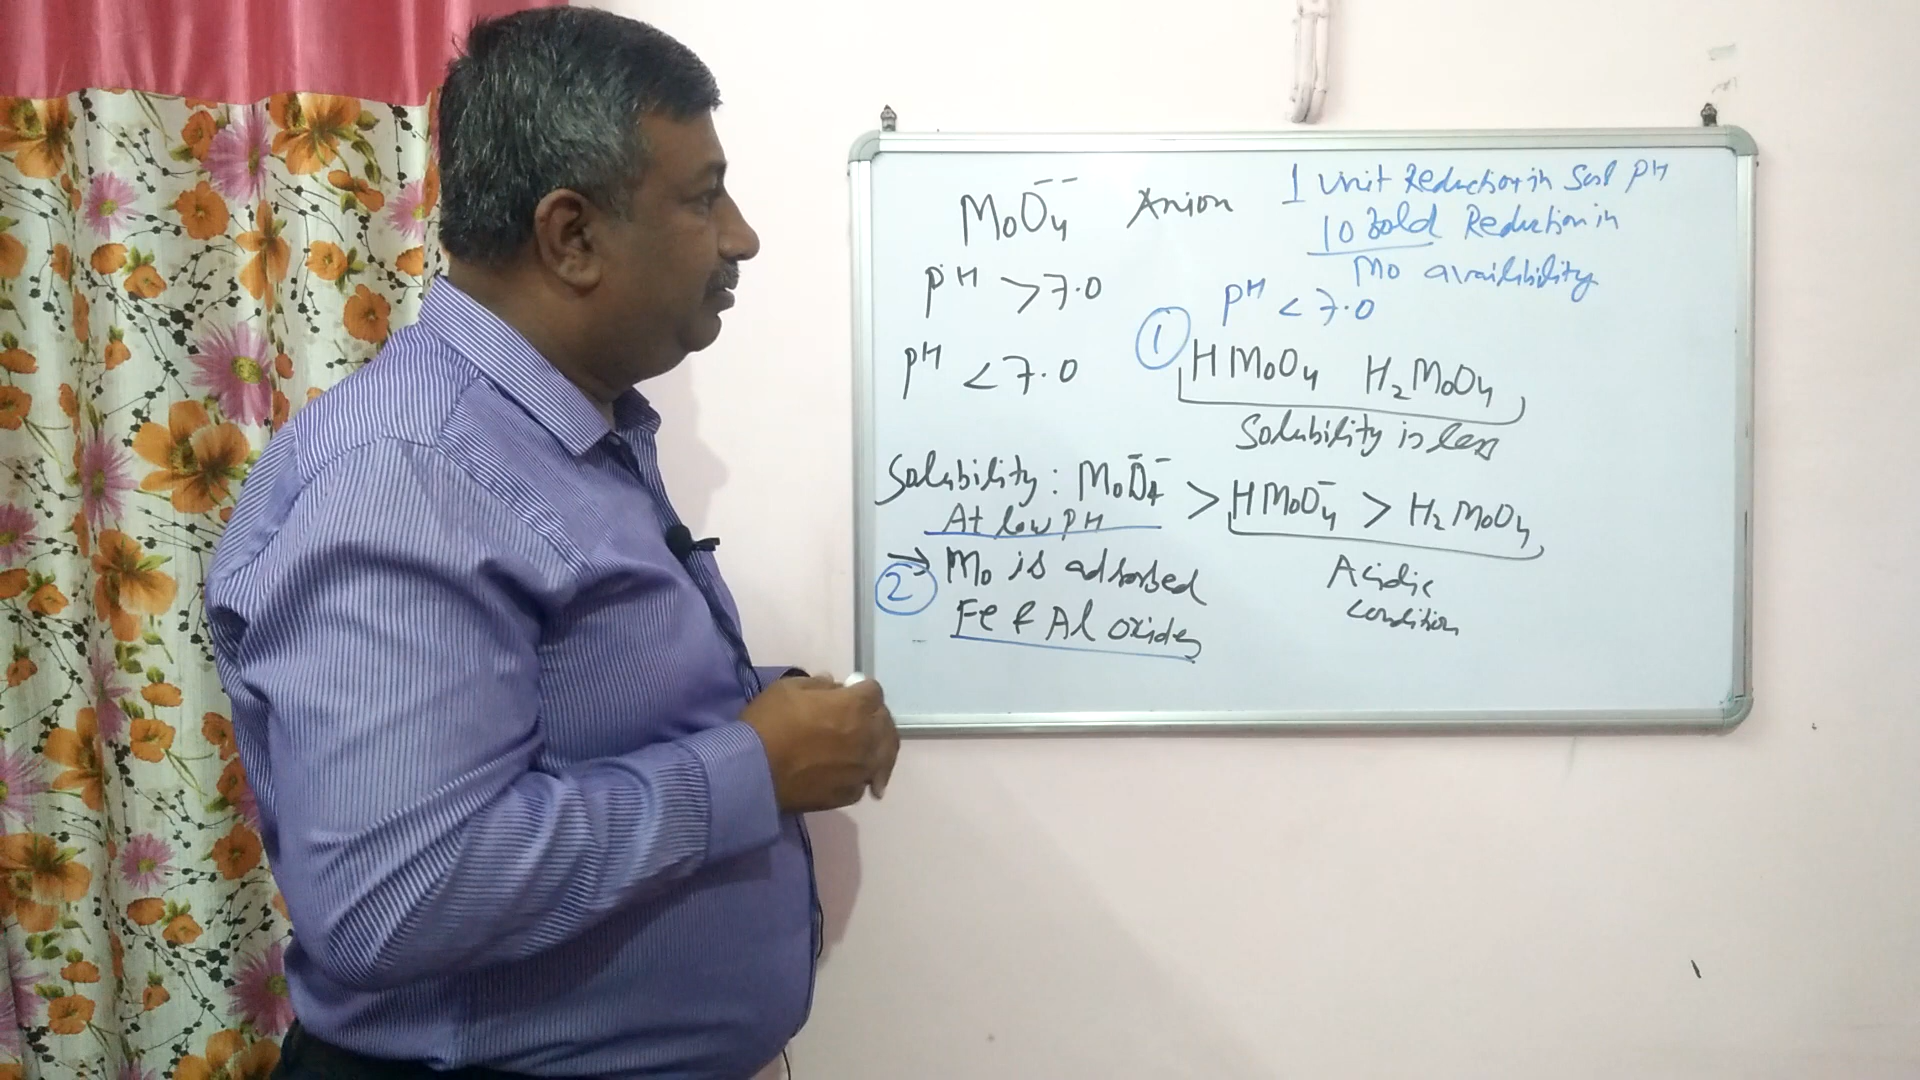 MoO₄⁻⁻ Anion
1 unit Reduction in Soil pH
10 fold Reduction in
Mo availibility
pH > 7.0
pH < 7.0
pH < 7.0
① HMoO₄ H₂MoO₄
Solubility is less
Solubility : MoO₄⁻⁻ > HMoO₄⁻ > H₂MoO₄
At low pH
Acidic
condition
→ Mo is adsorbed
② Fe & Al oxides